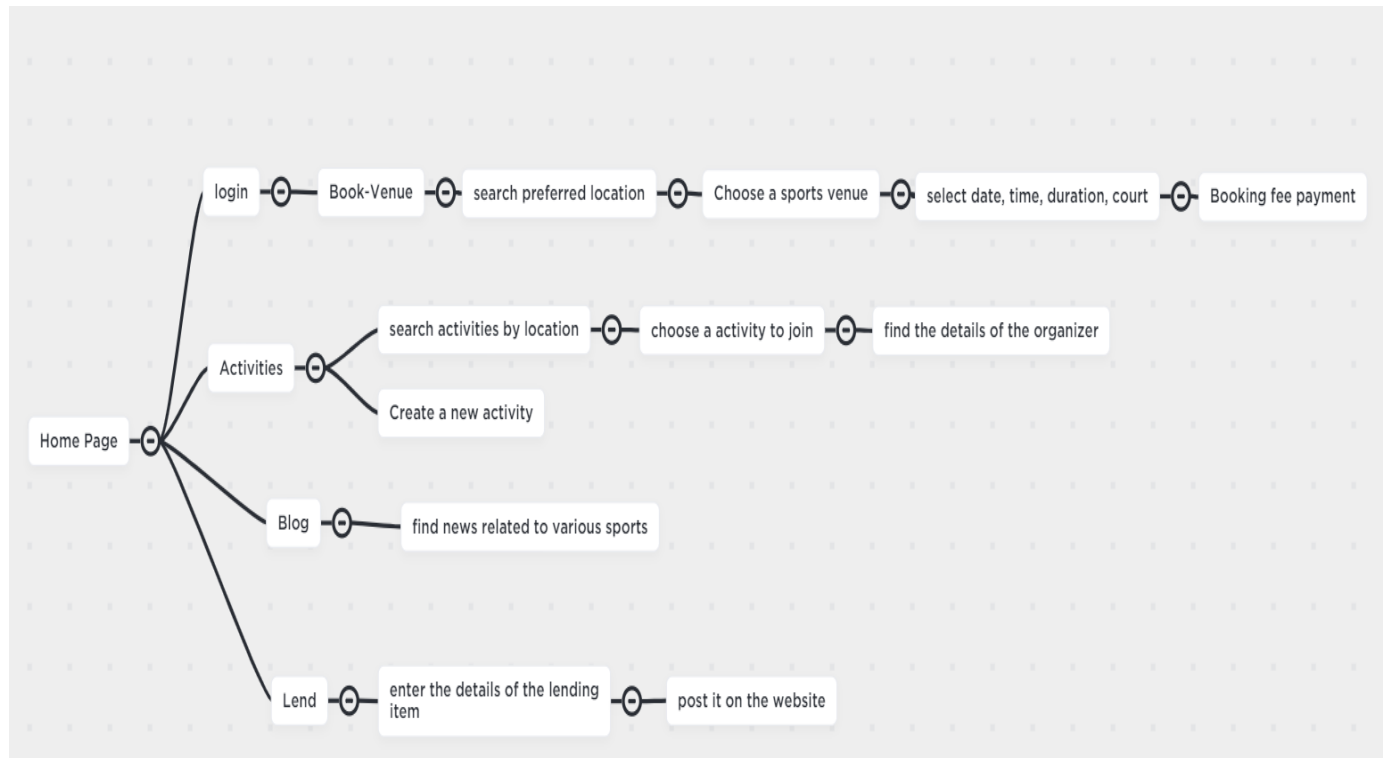 login
Book-Venue
search preferred location
Choose a sports venue
select date, time, duration, court
Booking fee payment
search activities by location
choose a activity to join
find the details of the organizer
Activities
Create a new activity
Home Page
Blog
find news related to various sports
Lend
enter the details of the lending
item
post it on the website